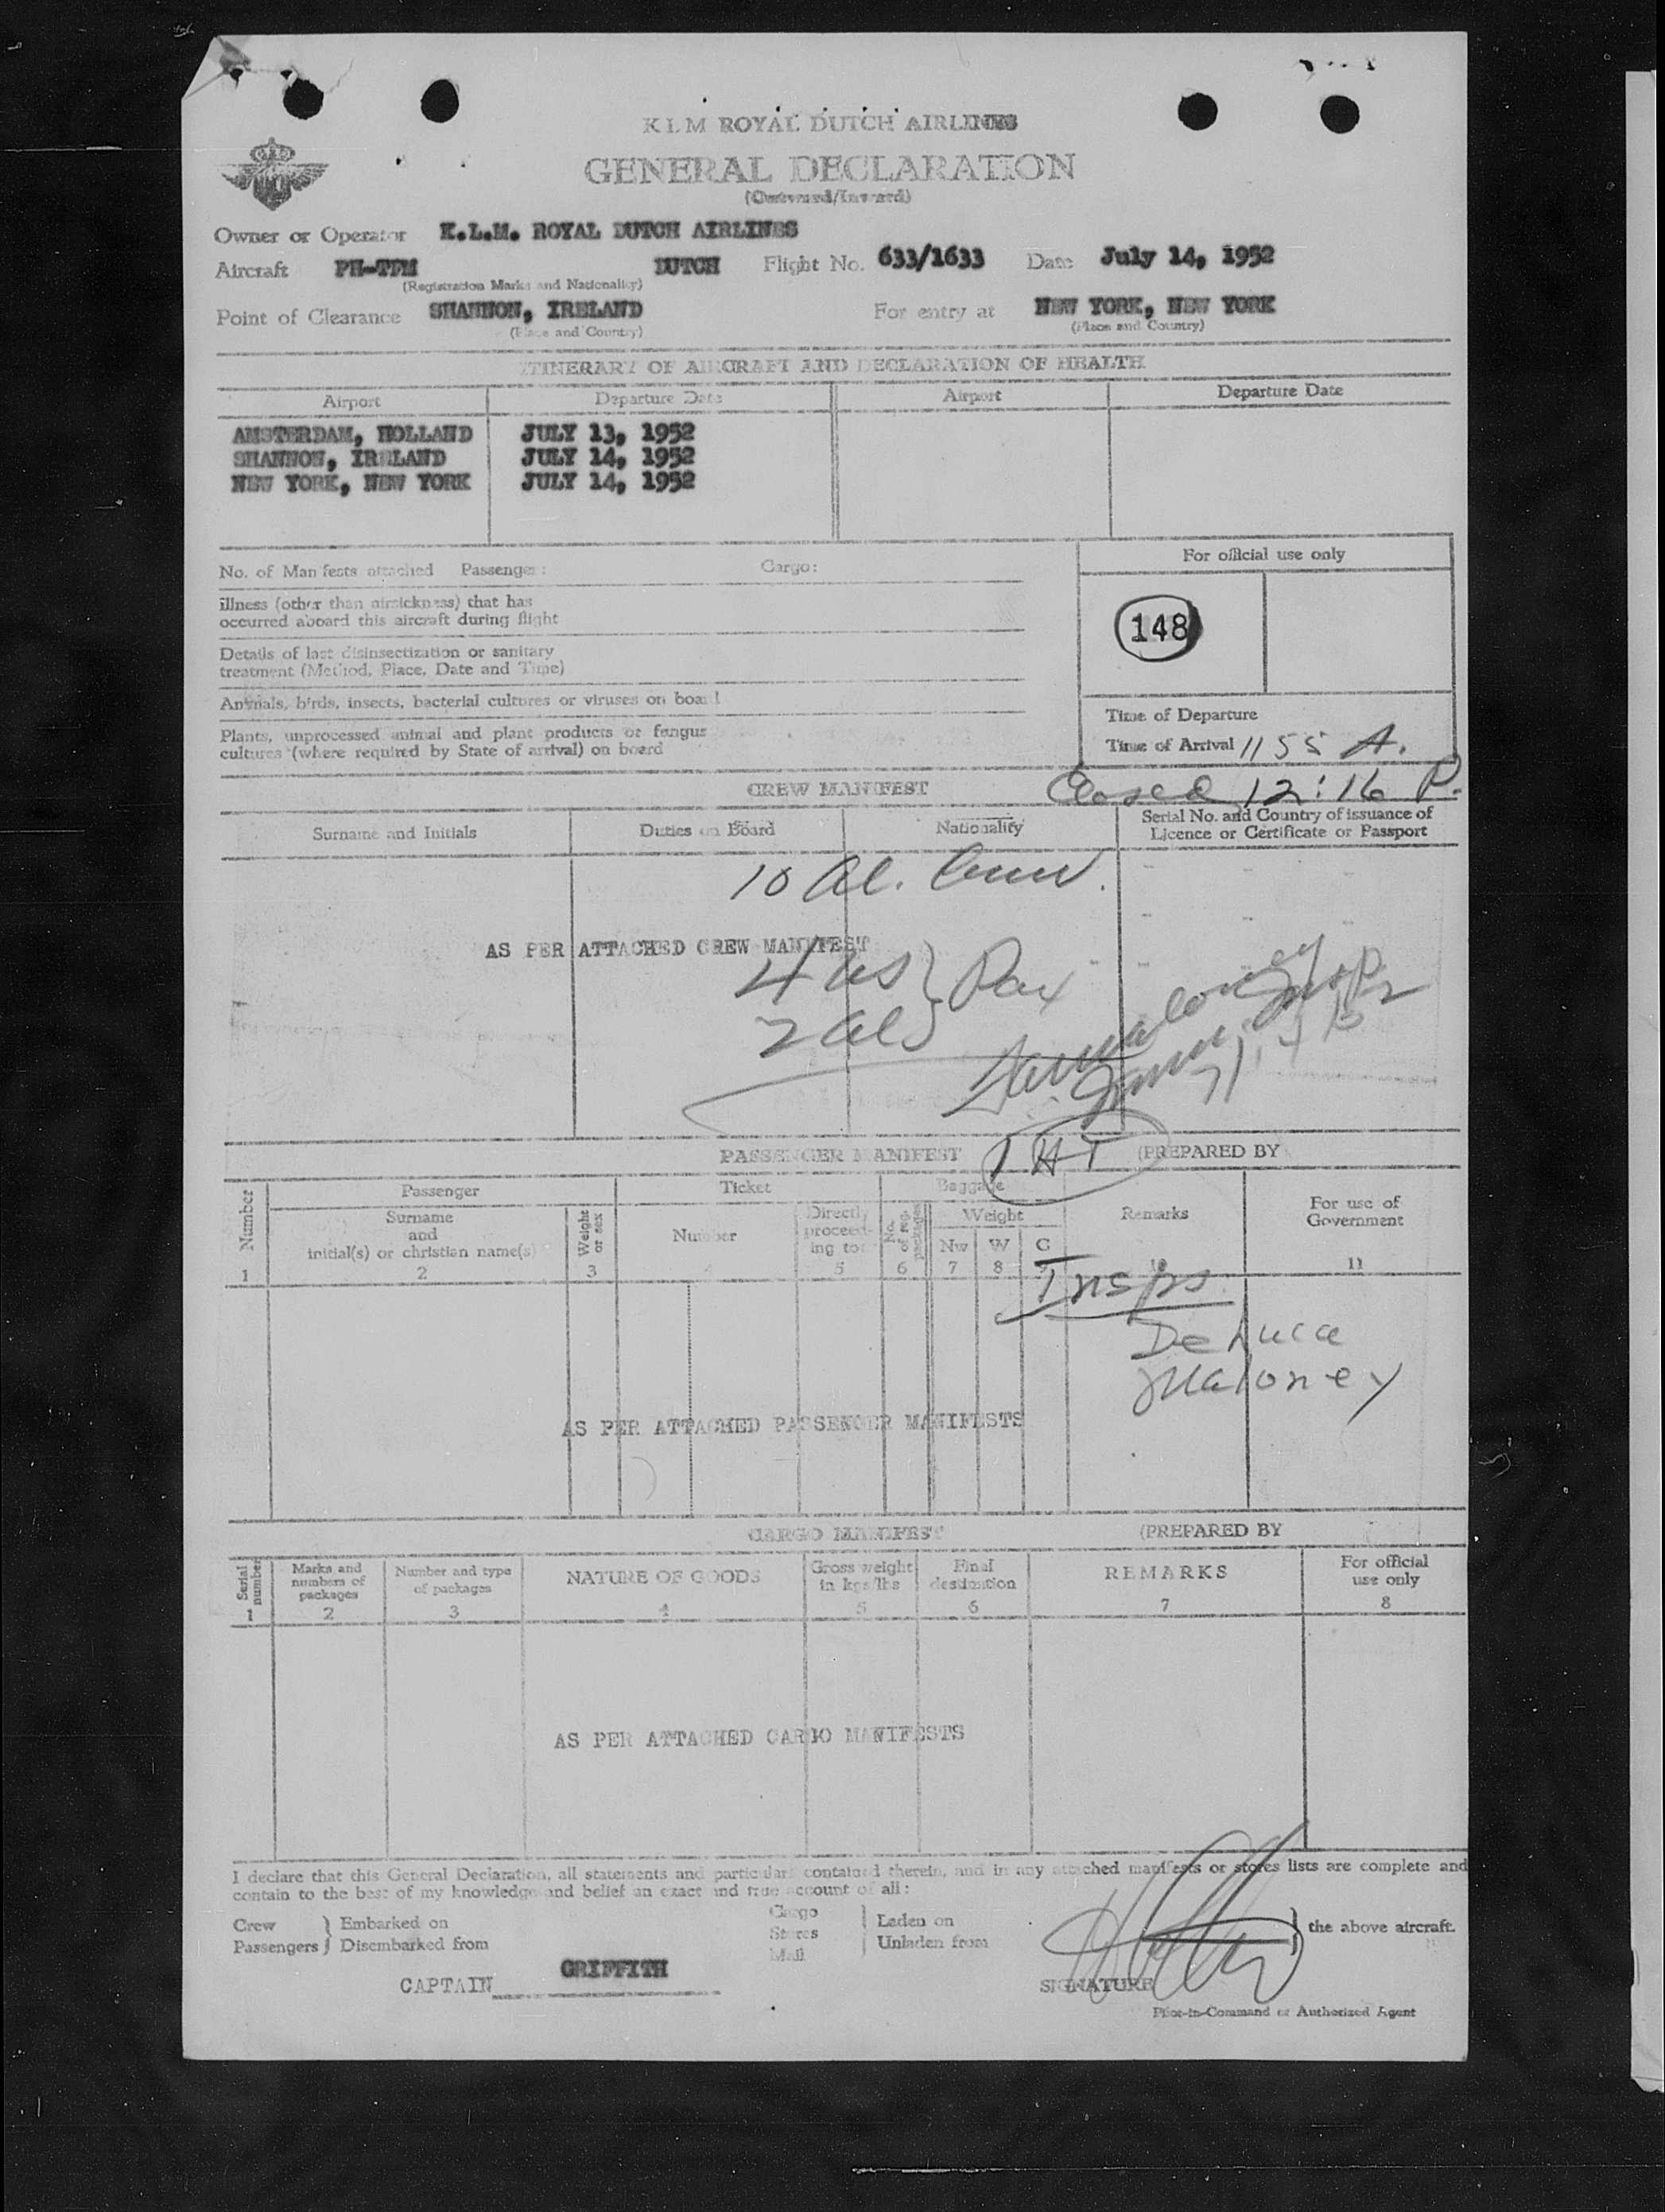 KLM ROYAL DUTCH AIRLINES
GENERAL DECLARATION
(Outward/Inward)
Owner or Operator K.L.M. ROYAL DUTCH AIRLINES
Aircraft PH-TFM DUTCH Flight No. 633/1633 Date July 14, 1952
(Registration Marks and Nationality)
Point of Clearance SHANNON, IRELAND For entry at NEW YORK, NEW YORK
(Place and Country) (Place and Country)
ITINERARY OF AIRCRAFT AND DECLARATION OF HEALTH
Airport Departure Date Airport Departure Date
AMSTERDAM, HOLLAND JULY 13, 1952
SHANNON, IRELAND JULY 14, 1952
NEW YORK, NEW YORK JULY 14, 1952
For official use only
No. of Manifests attached Passenger: Cargo:
illness (other than airsickness) that has
occurred aboard this aircraft during flight
148
Details of last disinsectization or sanitary
treatment (Method, Place, Date and Time)
Animals, birds, insects, bacterial cultures or viruses on board
Plants, unprocessed animal and plant products or fungus
cultures (where required by State of arrival) on board
Time of Departure
Time of Arrival 11 55 A.
Closed 12:16 P.
CREW MANIFEST
Surname and Initials Duties on Board Nationality Serial No. and Country of issuance of
Licence or Certificate or Passport
10 Al. Crew.
AS PER ATTACHED CREW MANIFEST
4 US } Pax
2 Al
PASSENGER MANIFEST (PREPARED BY
Number Passenger Ticket Baggage Remarks For use of
Government
Surname
and
initial(s) or christian name(s)
Weight
or sex
Number
Directly
proceed-
ing to:
No.
of reg.
packages
Weight
Nw W C
1 2 3 5 6 7 8 10 11
Insps
DeLuca
Maloney
AS PER ATTACHED PASSENGER MANIFESTS
CARGO MANIFEST (PREPARED BY
Serial
number
Marks and
numbers of
packages
Number and type
of packages
NATURE OF GOODS
Gross weight
in kgs/lbs
Final
destination
REMARKS
For official
use only
1 2 3 4 5 6 7 8
AS PER ATTACHED CARGO MANIFESTS
I declare that this General Declaration, all statements and particulars contained therein, and in any attached manifests or stores lists are complete and
contain to the best of my knowledge and belief an exact and true account of all:
Crew } Embarked on Cargo } Laden on } the above aircraft.
Passengers } Disembarked from Stores } Unladen from
Mail
CAPTAIN GRIFFITH SIGNATURE
Pilot-in-Command or Authorized Agent